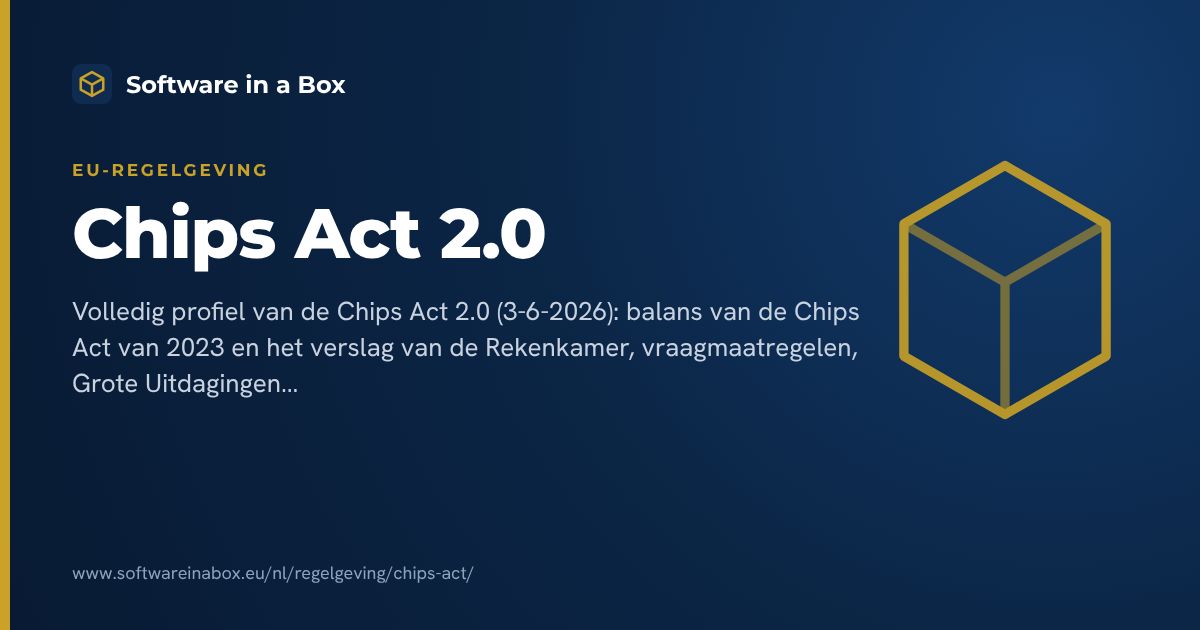 Software in a Box
EU-REGELGEVING
Chips Act 2.0
Volledig profiel van de Chips Act 2.0 (3-6-2026): balans van de Chips
Act van 2023 en het verslag van de Rekenkamer, vraagmaatregelen,
Grote Uitdagingen...
www.softwareinabox.eu/nl/regelgeving/chips-act/